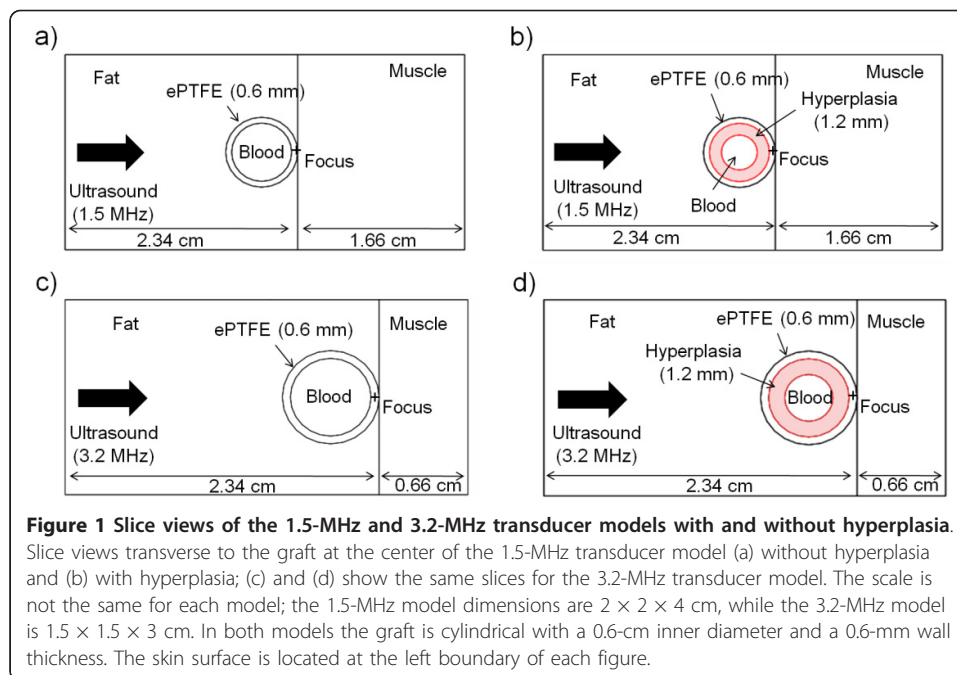 a)
Fat
Muscle
ePTFE (0.6 mm)
Blood
Focus
Ultrasound
(1.5 MHz)
2.34 cm
1.66 cm
b)
Fat
Muscle
ePTFE (0.6 mm)
Hyperplasia
(1.2 mm)
Focus
Blood
Ultrasound
(1.5 MHz)
2.34 cm
1.66 cm
c)
Fat
Muscle
ePTFE (0.6 mm)
Blood
Focus
Ultrasound
(3.2 MHz)
2.34 cm
0.66 cm
d)
Fat
Muscle
ePTFE (0.6 mm)
Hyperplasia
(1.2 mm)
Blood
Focus
Ultrasound
(3.2 MHz)
2.34 cm
0.66 cm
Figure 1 Slice views of the 1.5-MHz and 3.2-MHz transducer models with and without hyperplasia.
Slice views transverse to the graft at the center of the 1.5-MHz transducer model (a) without hyperplasia
and (b) with hyperplasia; (c) and (d) show the same slices for the 3.2-MHz transducer model. The scale is
not the same for each model; the 1.5-MHz model dimensions are 2 × 2 × 4 cm, while the 3.2-MHz model
is 1.5 × 1.5 × 3 cm. In both models the graft is cylindrical with a 0.6-cm inner diameter and a 0.6-mm wall
thickness. The skin surface is located at the left boundary of each figure.